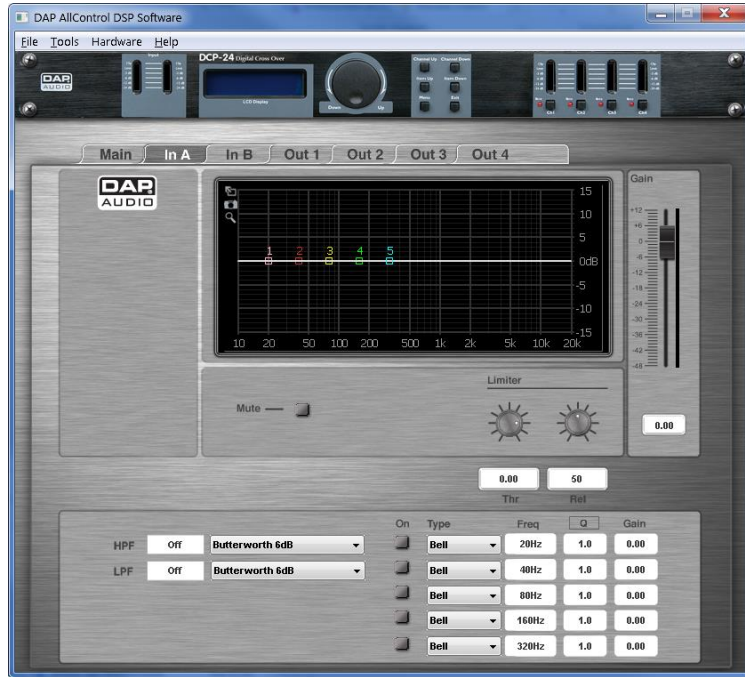 DAP AllControl DSP Software
File Tools Hardware Help
DAP AUDIO
DCP-24 Digital Cross Over
LCD Display
Down Up
Channel Up Channel Down
Item Up Item Down
Menu Exit
Ch1 Ch2 Ch3 Ch4
Main In A In B Out 1 Out 2 Out 3 Out 4
DAP
AUDIO
Gain
15
10
5
0dB
-5
-10
-15
1 2 3 4 5
10 20 50 100 200 500 1k 2k 5k 10k 20k
+12
+6
0
-6
-12
-18
-24
-30
-36
-42
-48
0.00
Mute
Limiter
0.00 50
Thr Rel
On Type Freq Q Gain
HPF Off Butterworth 6dB Bell 20Hz 1.0 0.00
LPF Off Butterworth 6dB Bell 40Hz 1.0 0.00
Bell 80Hz 1.0 0.00
Bell 160Hz 1.0 0.00
Bell 320Hz 1.0 0.00